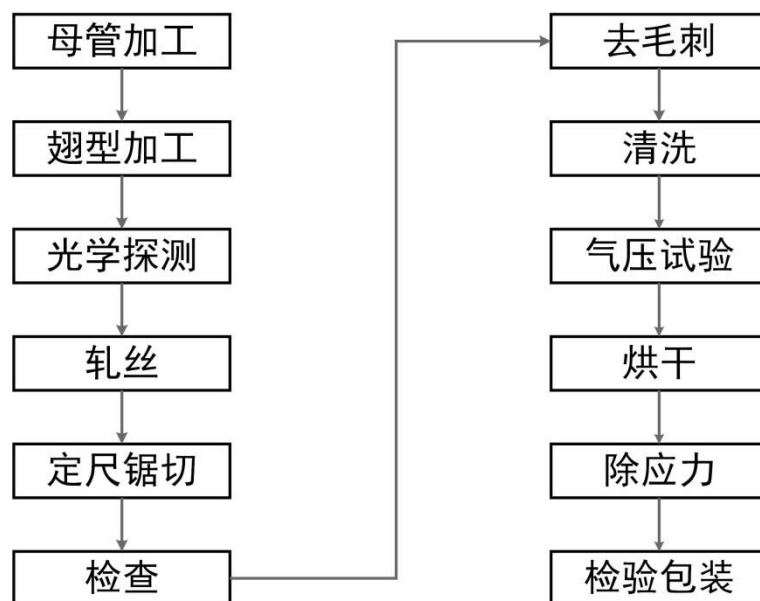 母管加工
翅型加工
光学探测
轧丝
定尺锯切
检查
去毛刺
清洗
气压试验
烘干
除应力
检验包装